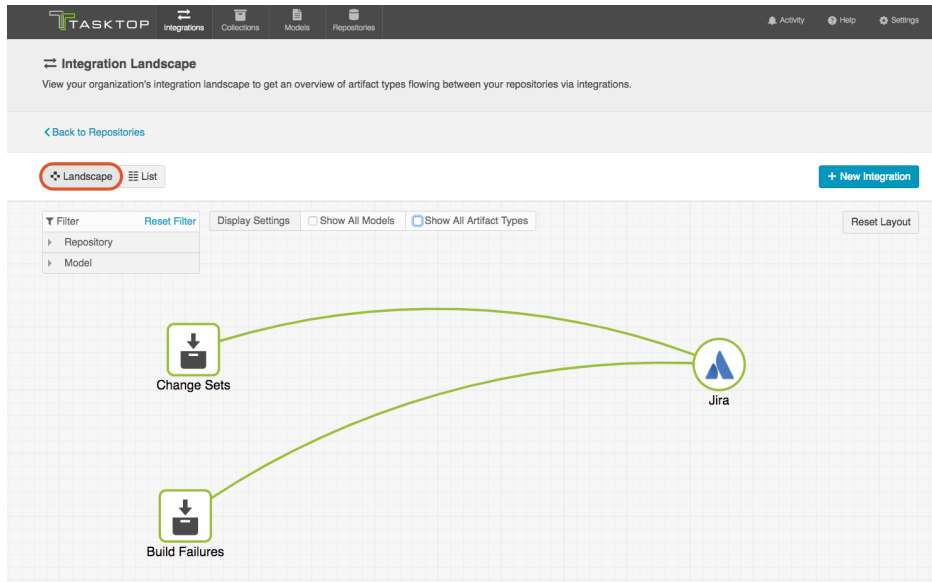 TASKTOP
Integrations
Collections
Models
Repositories
Activity
Help
Settings
Integration Landscape
View your organization's integration landscape to get an overview of artifact types flowing between your repositories via integrations.
Back to Repositories
Landscape
List
+ New Integration
Filter
Reset Filter
Display Settings
Show All Models
Show All Artifact Types
Reset Layout
Repository
Model
Change Sets
Jira
Build Failures